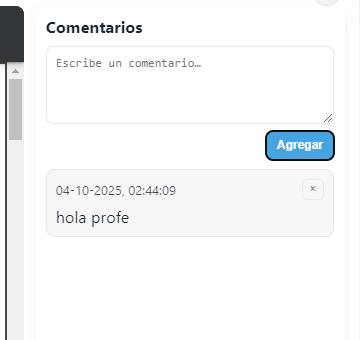 Comentarios
Escribe un comentario…
Agregar
04-10-2025, 02:44:09
×
hola profe